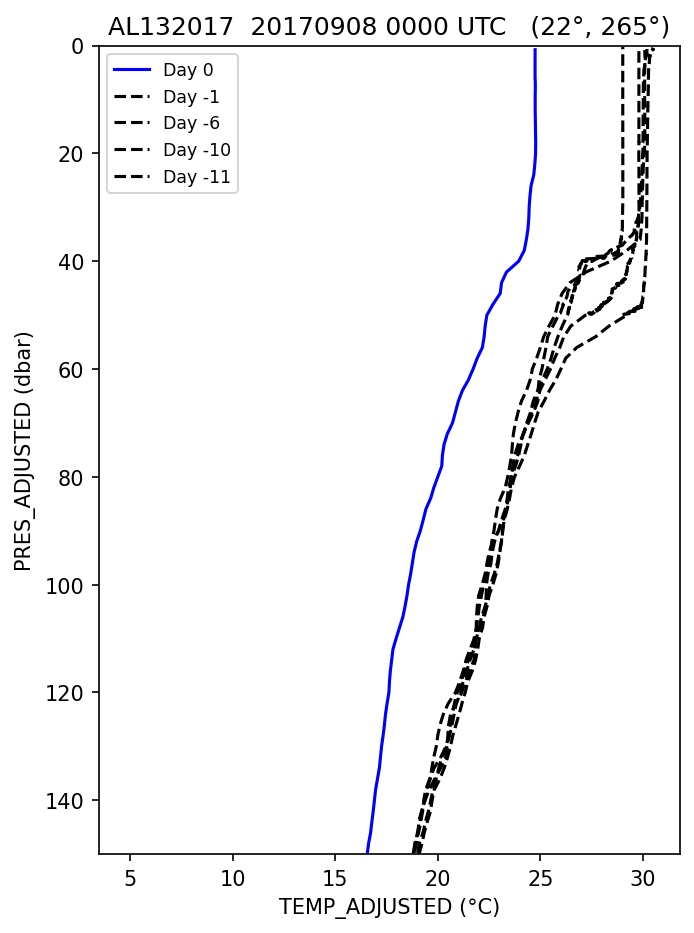 AL132017  20170908 0000 UTC   (22°, 265°)
Day 0
Day -1
Day -6
Day -10
Day -11
0
20
40
60
80
100
120
140
PRES_ADJUSTED (dbar)
5 10 15 20 25 30
TEMP_ADJUSTED (°C)